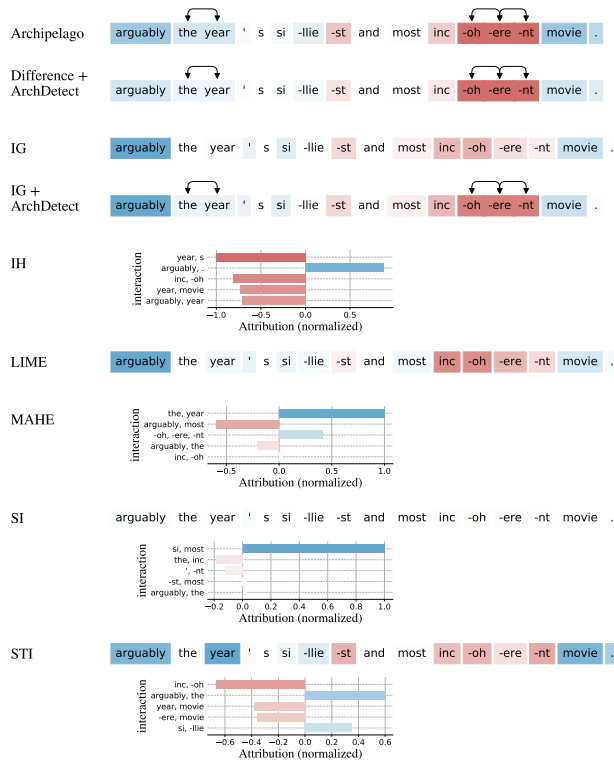 Archipelago arguably the year ' s si -llie -st and most inc -oh -ere -nt movie .
Difference +
ArchDetect arguably the year ' s si -llie -st and most inc -oh -ere -nt movie .
IG arguably the year ' s si -llie -st and most inc -oh -ere -nt movie .
IG +
ArchDetect arguably the year ' s si -llie -st and most inc -oh -ere -nt movie .
IH
interaction
year, s
arguably, .
inc, -oh
year, movie
arguably, year
−1.0 −0.5 0.0 0.5
Attribution (normalized)
LIME arguably the year ' s si -llie -st and most inc -oh -ere -nt movie .
MAHE
interaction
the, year
arguably, most
-oh, -ere, -nt
arguably, the
inc, -oh
−0.5 0.0 0.5 1.0
Attribution (normalized)
SI arguably the year ' s si -llie -st and most inc -oh -ere -nt movie .
interaction
si, most
the, inc
', -nt
-st, most
arguably, the
−0.2 0.0 0.2 0.4 0.6 0.8 1.0
Attribution (normalized)
STI arguably the year ' s si -llie -st and most inc -oh -ere -nt movie .
interaction
inc, -oh
arguably, the
year, movie
-ere, movie
si, -llie
−0.6 −0.4 −0.2 0.0 0.2 0.4 0.6
Attribution (normalized)